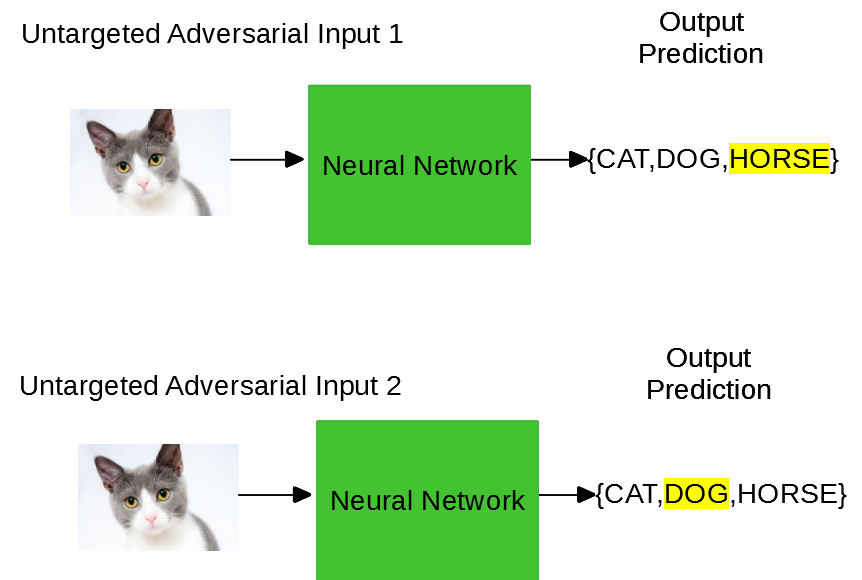 Untargeted Adversarial Input 1
Output
Prediction
Neural Network
{CAT,DOG,HORSE}
Untargeted Adversarial Input 2
Output
Prediction
Neural Network
{CAT,DOG,HORSE}